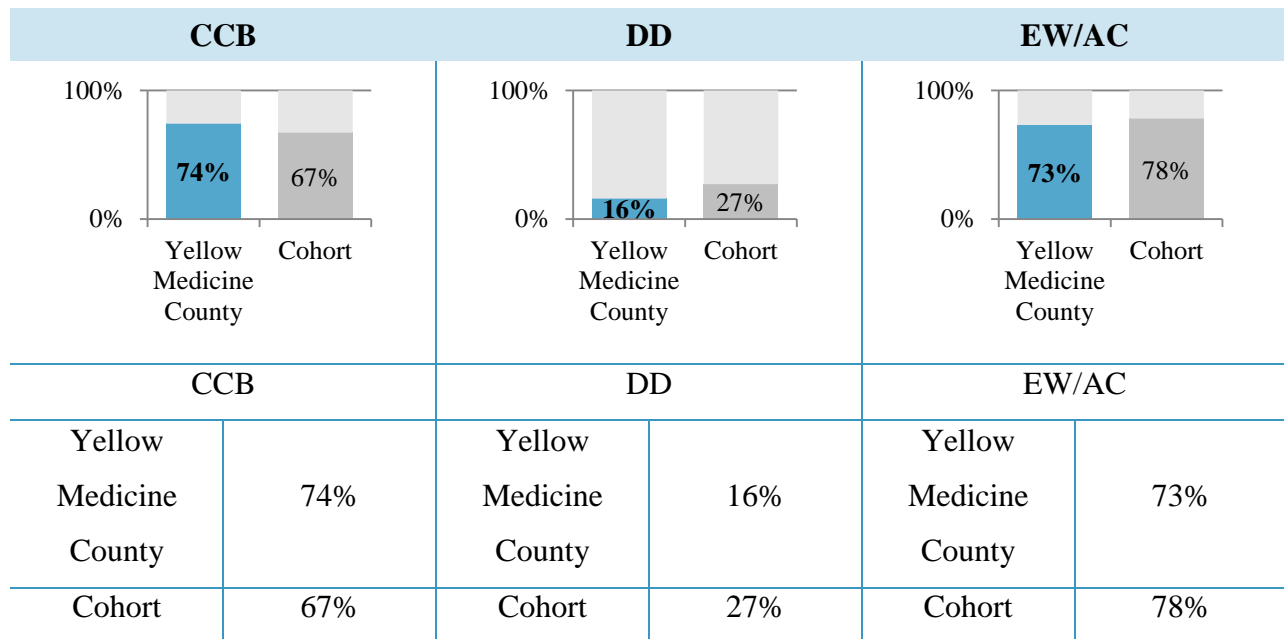 CCB DD EW/AC
100%
74%
67%
0%
Yellow
Medicine
County
Cohort
100%
16%
27%
0%
Yellow
Medicine
County
Cohort
100%
73%
78%
0%
Yellow
Medicine
County
Cohort
CCB DD EW/AC
Yellow
Medicine
County
74%
Yellow
Medicine
County
16%
Yellow
Medicine
County
73%
Cohort 67% Cohort 27% Cohort 78%